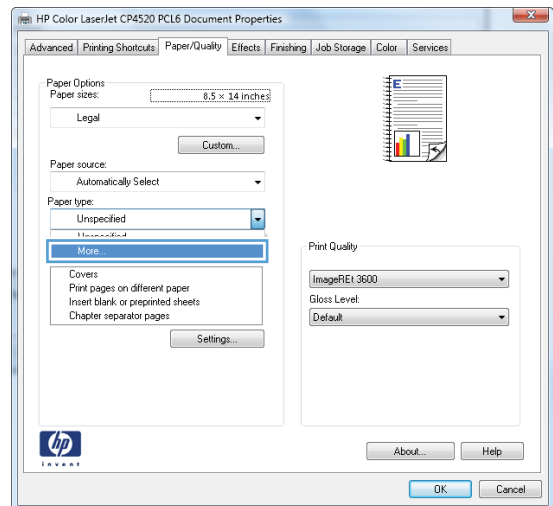 HP Color LaserJet CP4520 PCL6 Document Properties
Advanced Printing Shortcuts Paper/Quality Effects Finishing Job Storage Color Services
Paper Options
Paper sizes: 8.5 × 14 inches
Legal
Custom...
Paper source:
Automatically Select
Paper type:
Unspecified
Unspecified
More...
Covers
Print pages on different paper
Insert blank or preprinted sheets
Chapter separator pages
Settings...
E
Print Quality
ImageREt 3600
Gloss Level:
Default
hp
invent
About... Help
OK Cancel